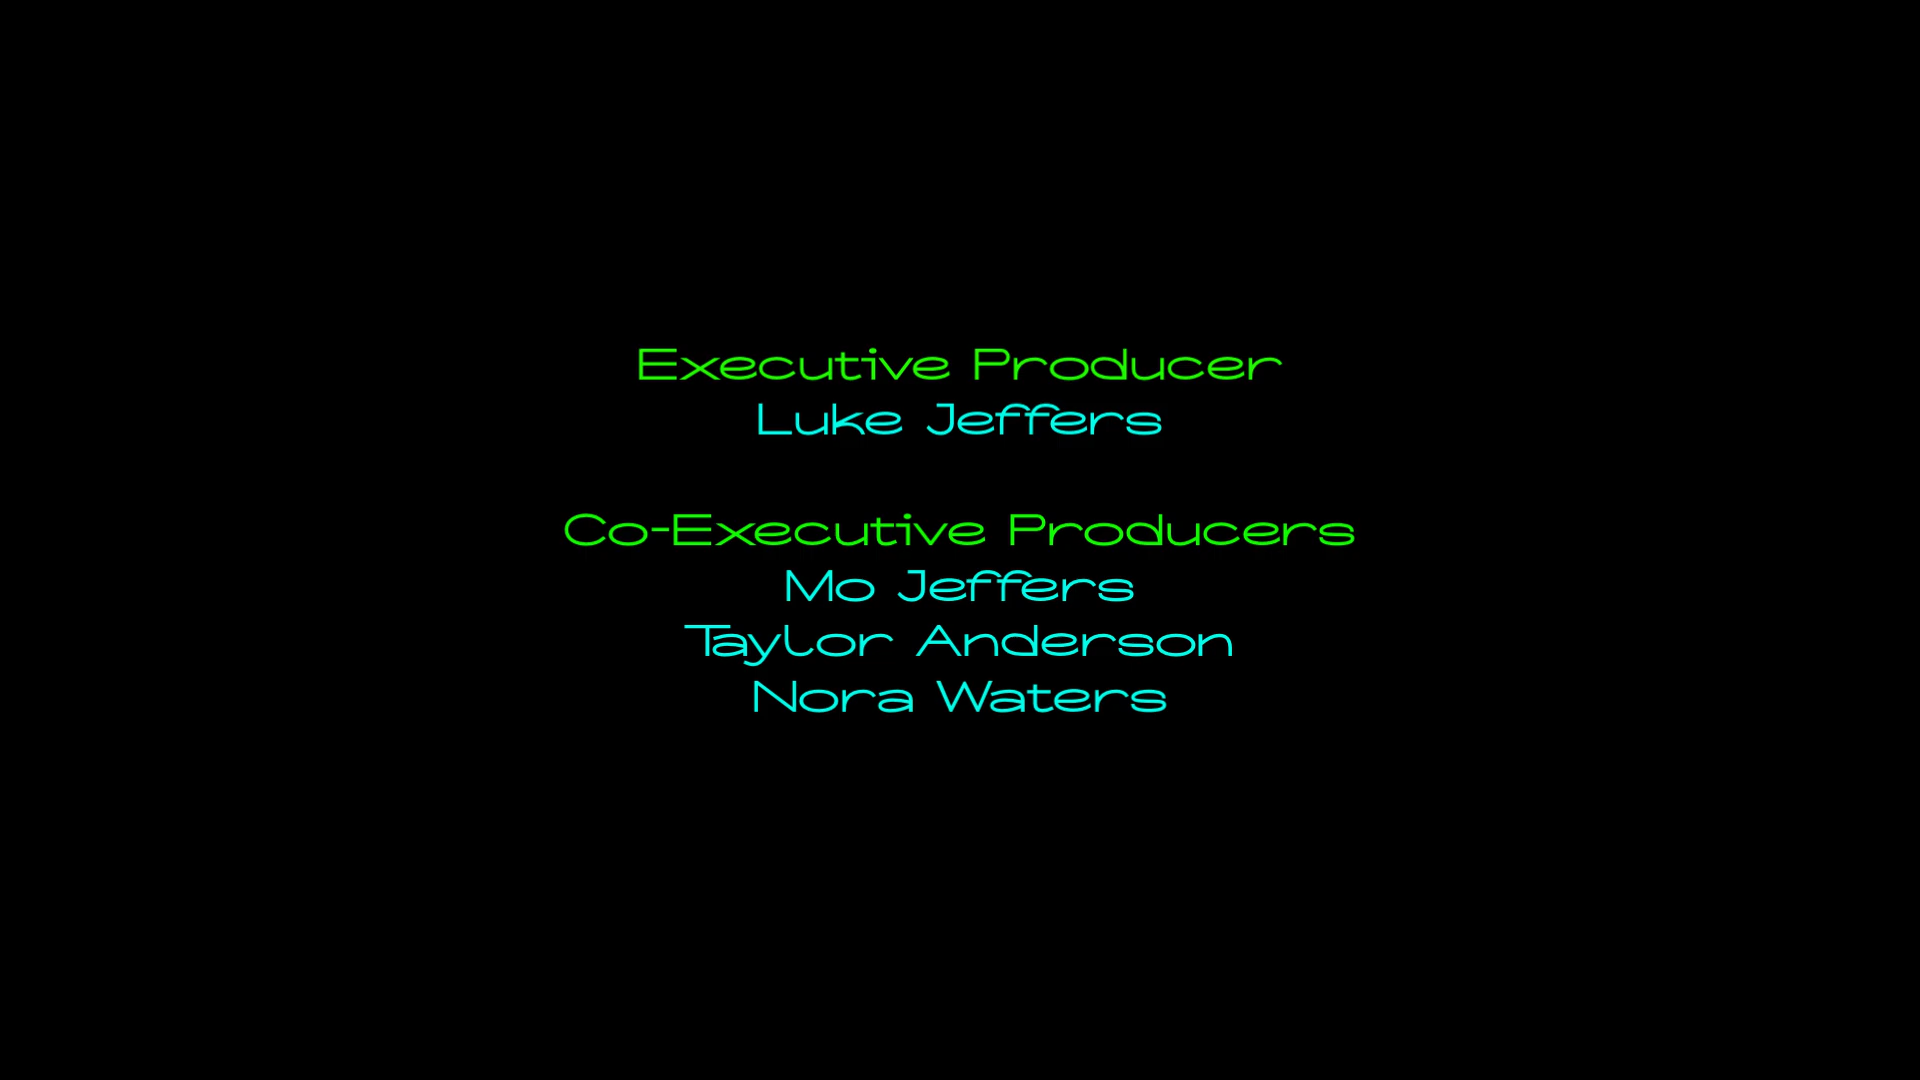 Executive Producer
Luke Jeffers
Co-Executive Producers
Mo Jeffers
Taylor Anderson
Nora Waters